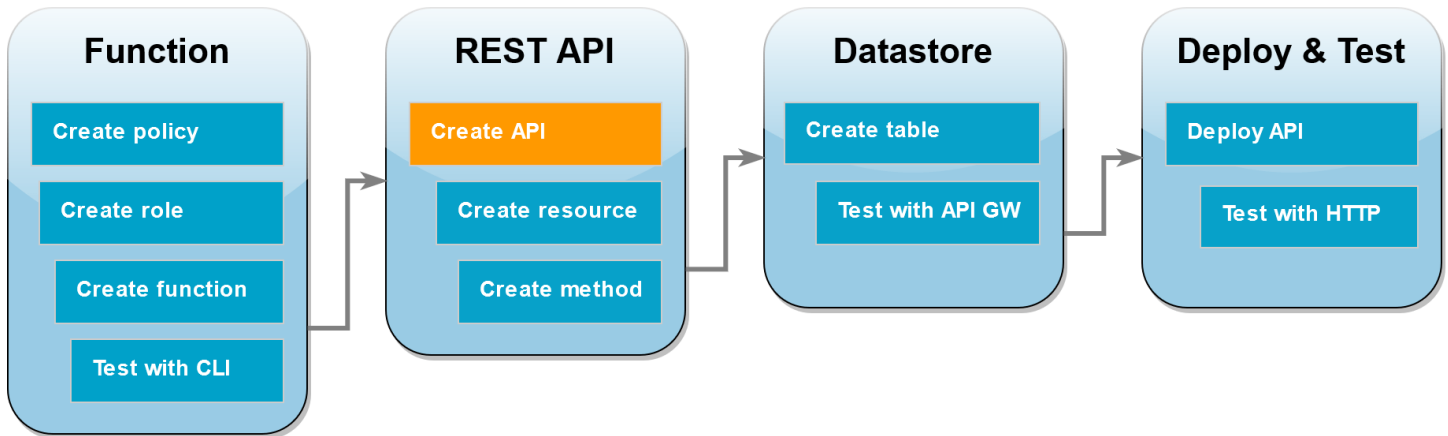 Function
Create policy
Create role
Create function
Test with CLI
REST API
Create API
Create resource
Create method
Datastore
Create table
Test with API GW
Deploy & Test
Deploy API
Test with HTTP